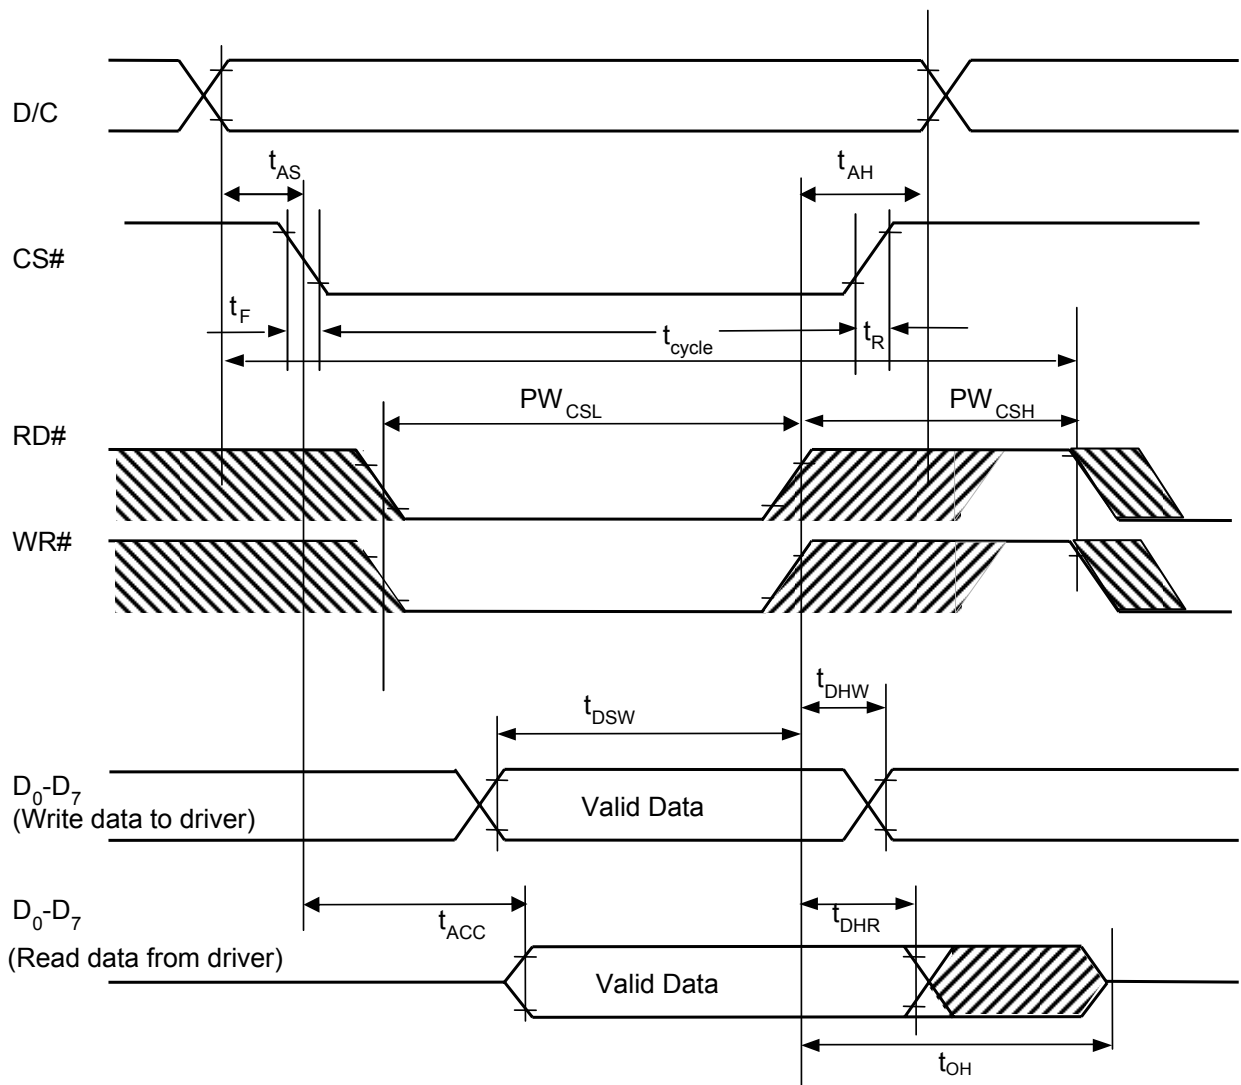 D/C
tAS
tAH
CS#
tF
tcycle
tR
PWCSL
PWCSH
RD#
WR#
tDHW
tDSW
D0-D7
(Write data to driver)
Valid Data
D0-D7
(Read data from driver)
tACC
tDHR
Valid Data
tOH